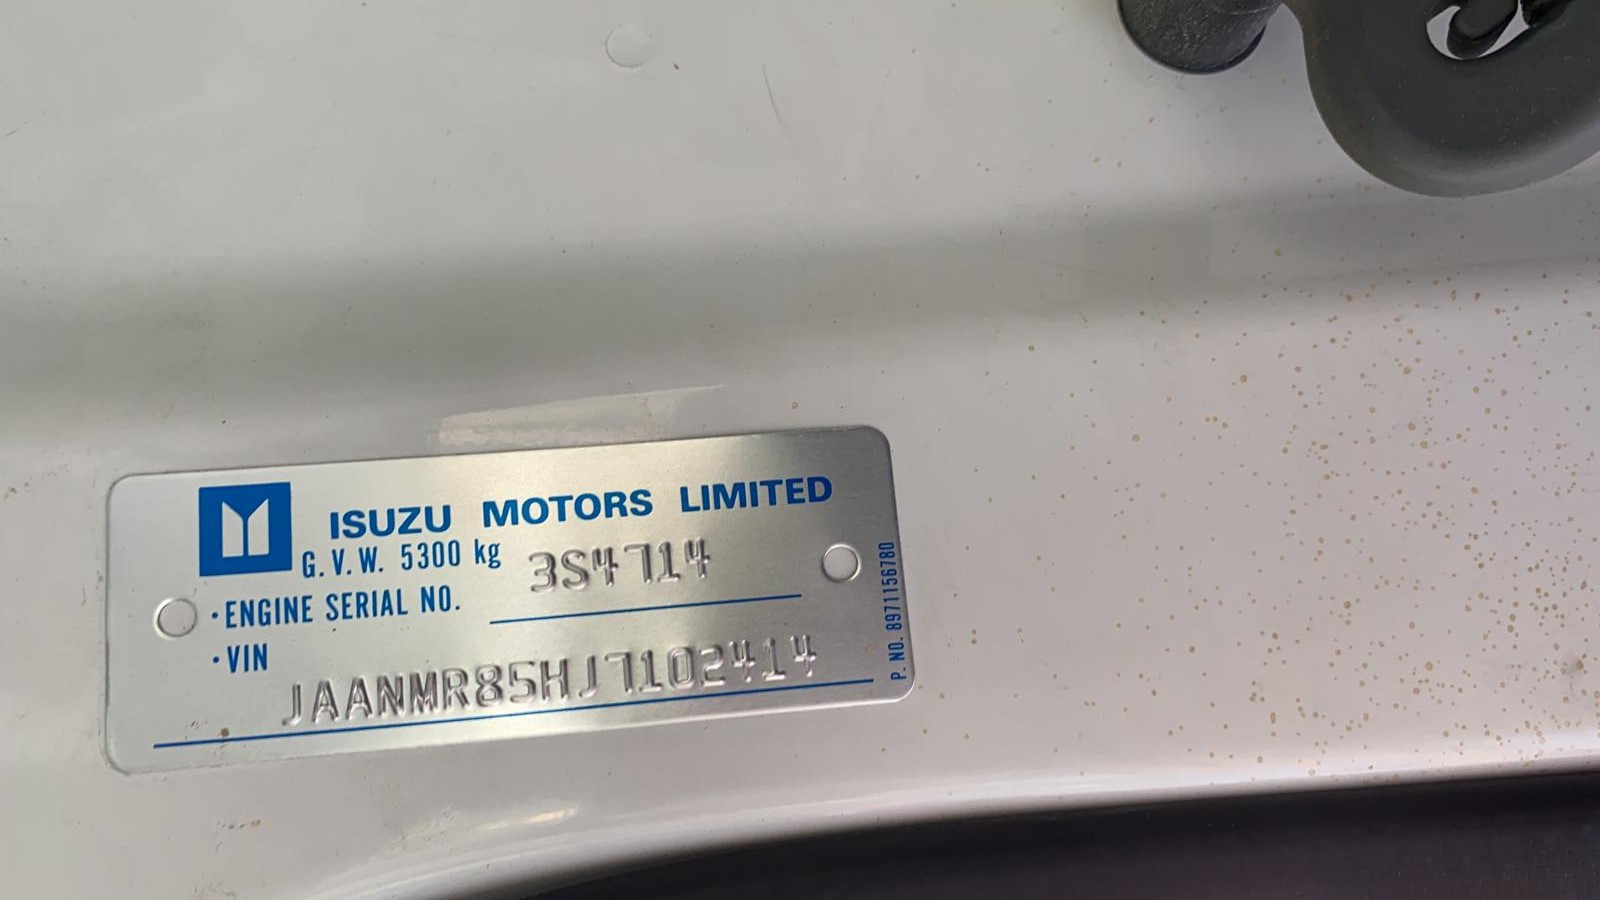 ISUZU MOTORS LIMITED
G.V.W. 5300 kg
·ENGINE SERIAL NO. 3S4714
·VIN
JAANMR85HJ7102414
P. NO. 8971156780